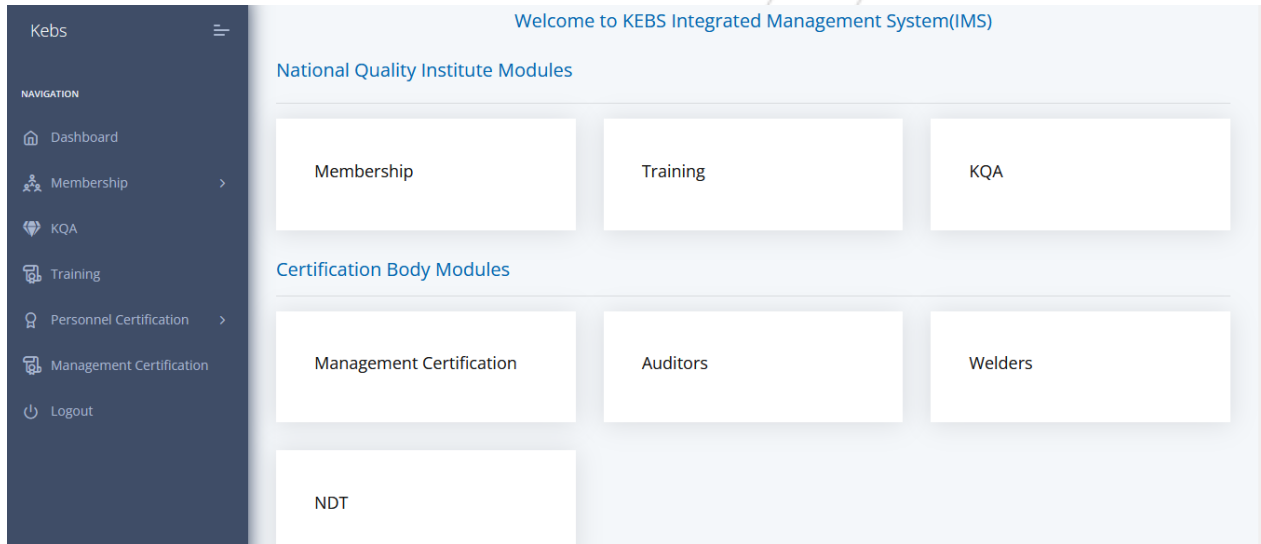 Kebs
NAVIGATION
Dashboard
Membership
KQA
Training
Personnel Certification
Management Certification
Logout
Welcome to KEBS Integrated Management System(IMS)
National Quality Institute Modules
Membership
Training
KQA
Certification Body Modules
Management Certification
Auditors
Welders
NDT